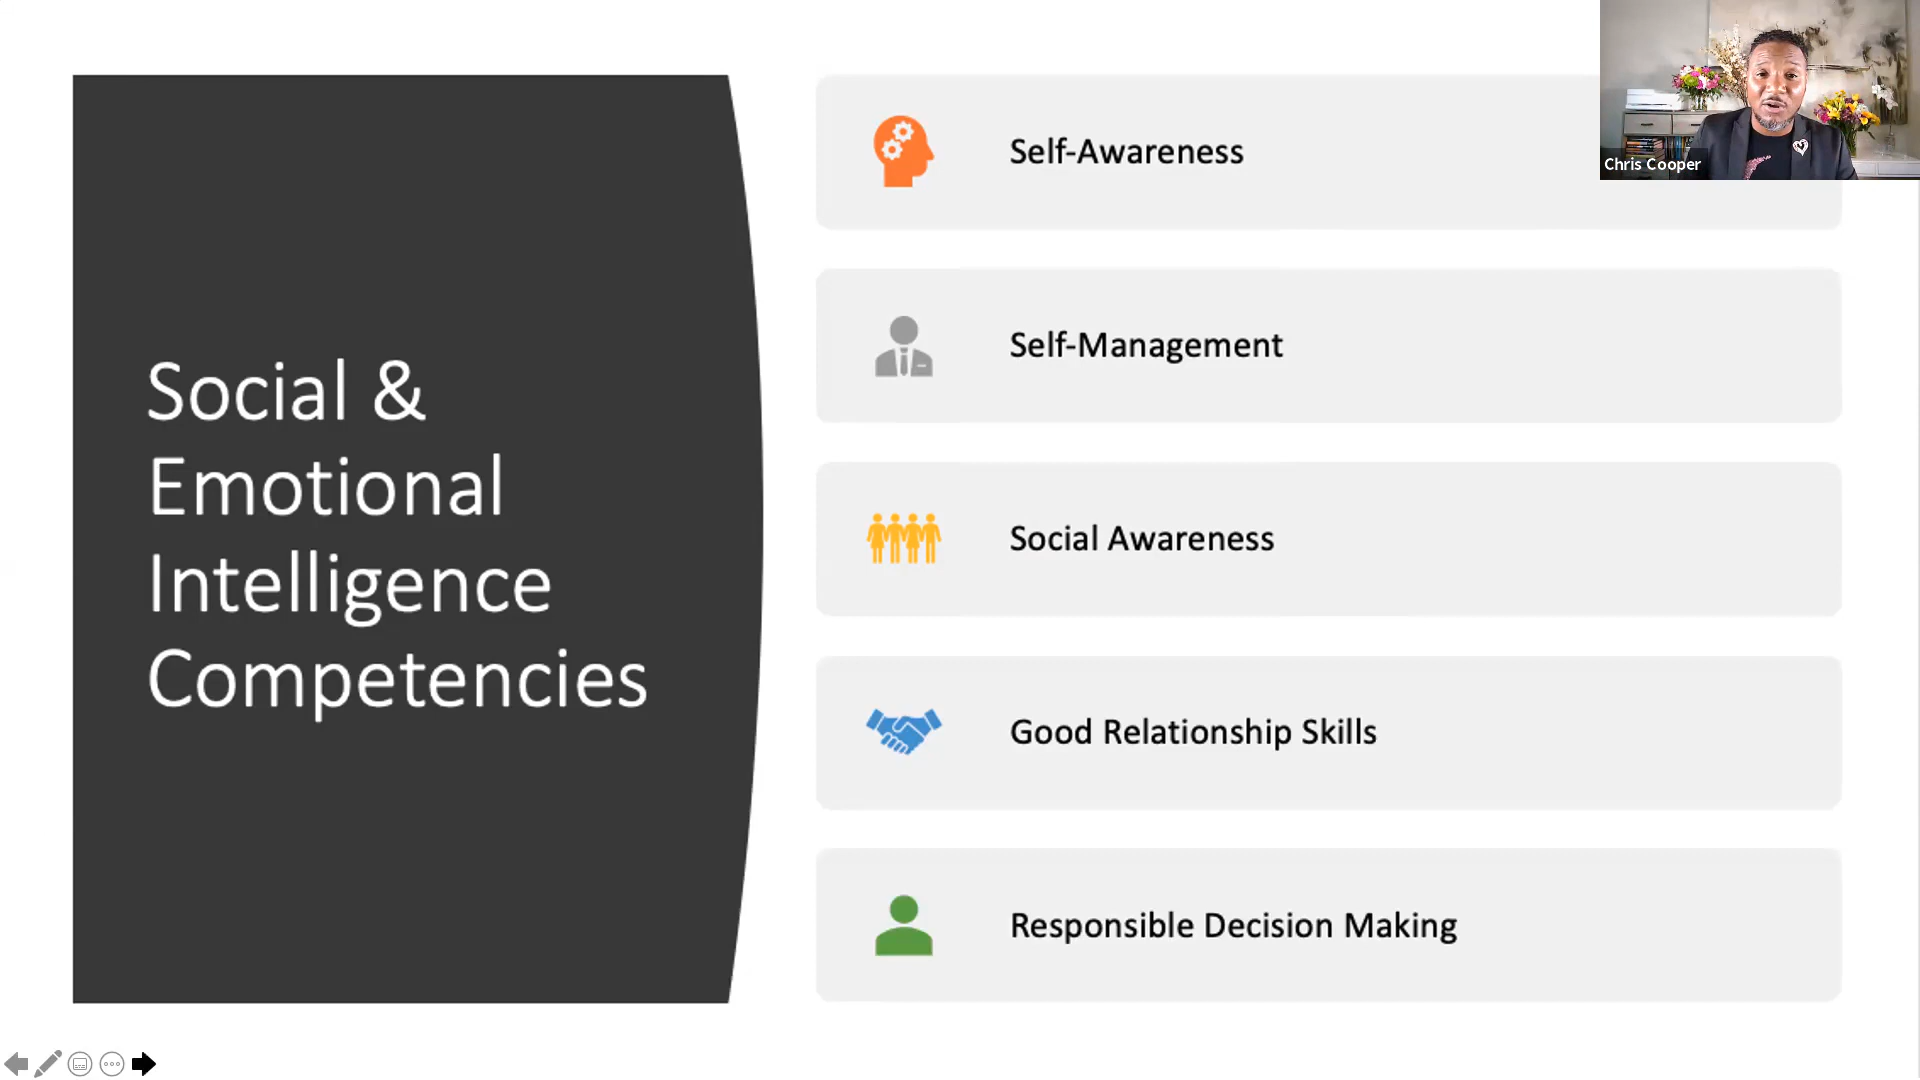 Social &
Emotional
Intelligence
Competencies
Self-Awareness
Self-Management
Social Awareness
Good Relationship Skills
Responsible Decision Making
Chris Cooper